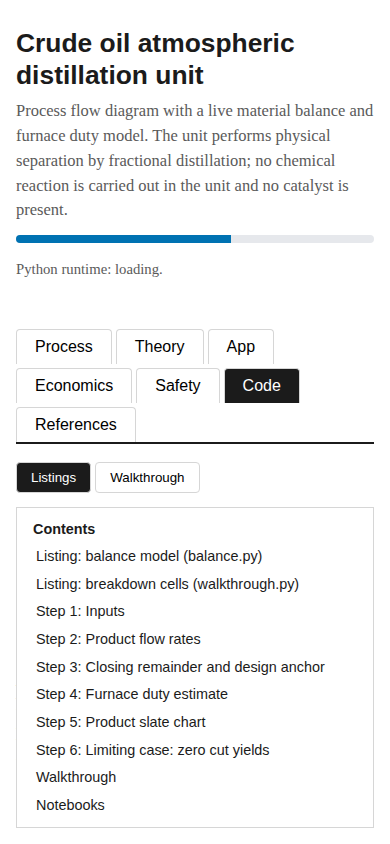 Crude oil atmospheric
distillation unit
Process flow diagram with a live material balance and
furnace duty model. The unit performs physical
separation by fractional distillation; no chemical
reaction is carried out in the unit and no catalyst is
present.
Python runtime: loading.
Process Theory App
Economics Safety Code
References
Listings Walkthrough
Contents
Listing: balance model (balance.py)
Listing: breakdown cells (walkthrough.py)
Step 1: Inputs
Step 2: Product flow rates
Step 3: Closing remainder and design anchor
Step 4: Furnace duty estimate
Step 5: Product slate chart
Step 6: Limiting case: zero cut yields
Walkthrough
Notebooks